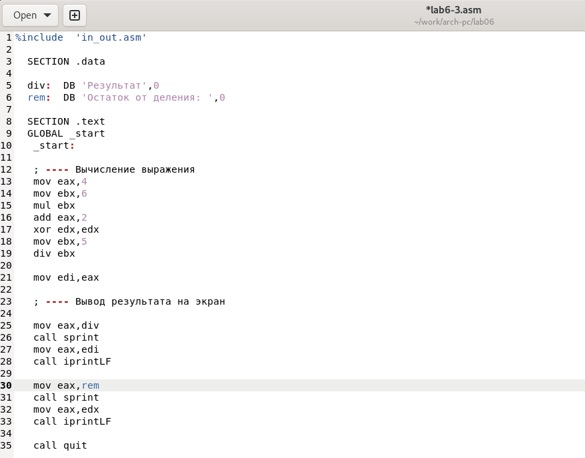 Open
*lab6-3.asm
~/work/arch-pc/lab06
1 %include  'in_out.asm'
2
3 SECTION .data
4
5 div:  DB 'Результат',0
6 rem:  DB 'Остаток от деления: ',0
7
8 SECTION .text
9 GLOBAL _start
10 _start:
11
12 ; ---- Вычисление выражения
13 mov eax,4
14 mov ebx,6
15 mul ebx
16 add eax,2
17 xor edx,edx
18 mov ebx,5
19 div ebx
20
21 mov edi,eax
22
23 ; ---- Вывод результата на экран
24
25 mov eax,div
26 call sprint
27 mov eax,edi
28 call iprintLF
29
30 mov eax,rem
31 call sprint
32 mov eax,edx
33 call iprintLF
34
35 call quit